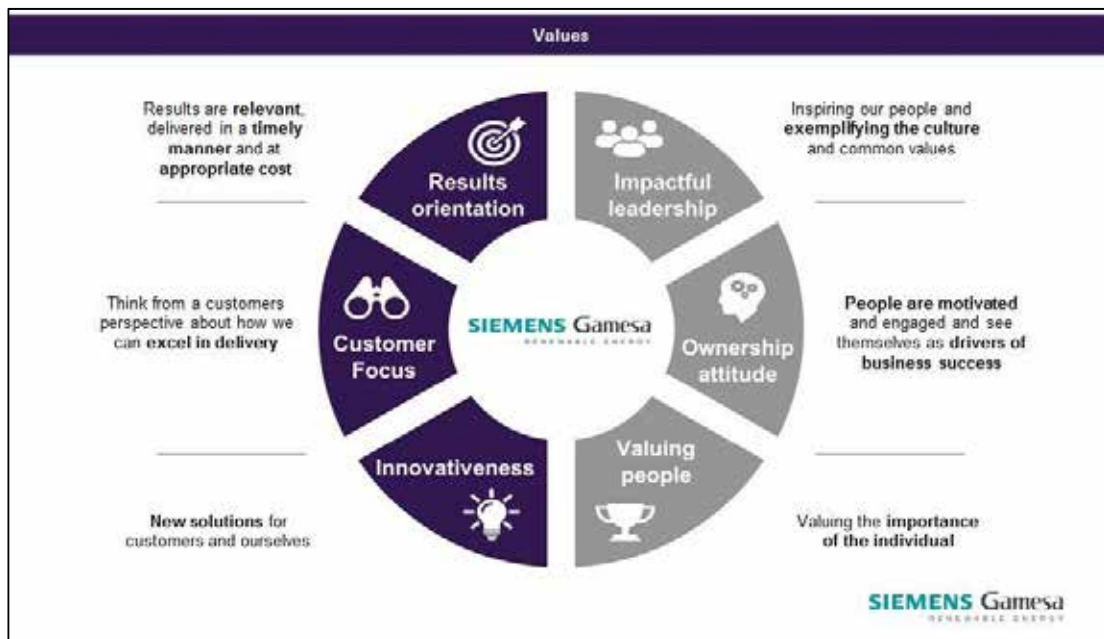 Values
Results are relevant,
delivered in a timely
manner and at
appropriate cost
Results
orientation
Impactful
leadership
Inspiring our people and
exemplifying the culture
and common values
Think from a customers
perspective about how we
can excel in delivery
Customer
Focus
SIEMENS Gamesa
RENEWABLE ENERGY
Ownership
attitude
People are motivated
and engaged and see
themselves as drivers of
business success
Innovativeness
Valuing
people
New solutions for
customers and ourselves
Valuing the importance
of the individual
SIEMENS Gamesa
RENEWABLE ENERGY